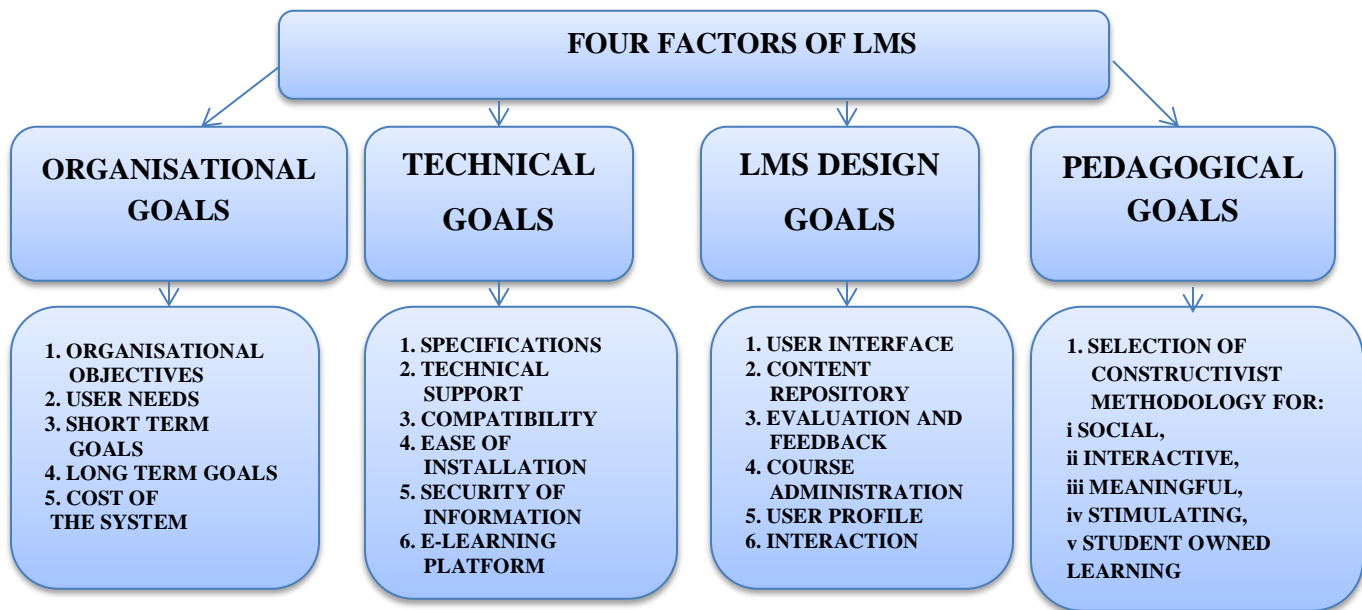 FOUR FACTORS OF LMS
ORGANISATIONAL
GOALS
TECHNICAL
GOALS
LMS DESIGN
GOALS
PEDAGOGICAL
GOALS
1. ORGANISATIONAL
OBJECTIVES
2. USER NEEDS
3. SHORT TERM
GOALS
4. LONG TERM GOALS
5. COST OF
THE SYSTEM
1. SPECIFICATIONS
2. TECHNICAL
SUPPORT
3. COMPATIBILITY
4. EASE OF
INSTALLATION
5. SECURITY OF
INFORMATION
6. E-LEARNING
PLATFORM
1. USER INTERFACE
2. CONTENT
REPOSITORY
3. EVALUATION AND
FEEDBACK
4. COURSE
ADMINISTRATION
5. USER PROFILE
6. INTERACTION
1. SELECTION OF
CONSTRUCTIVIST
METHODOLOGY FOR:
i SOCIAL,
ii INTERACTIVE,
iii MEANINGFUL,
iv STIMULATING,
v STUDENT OWNED
LEARNING